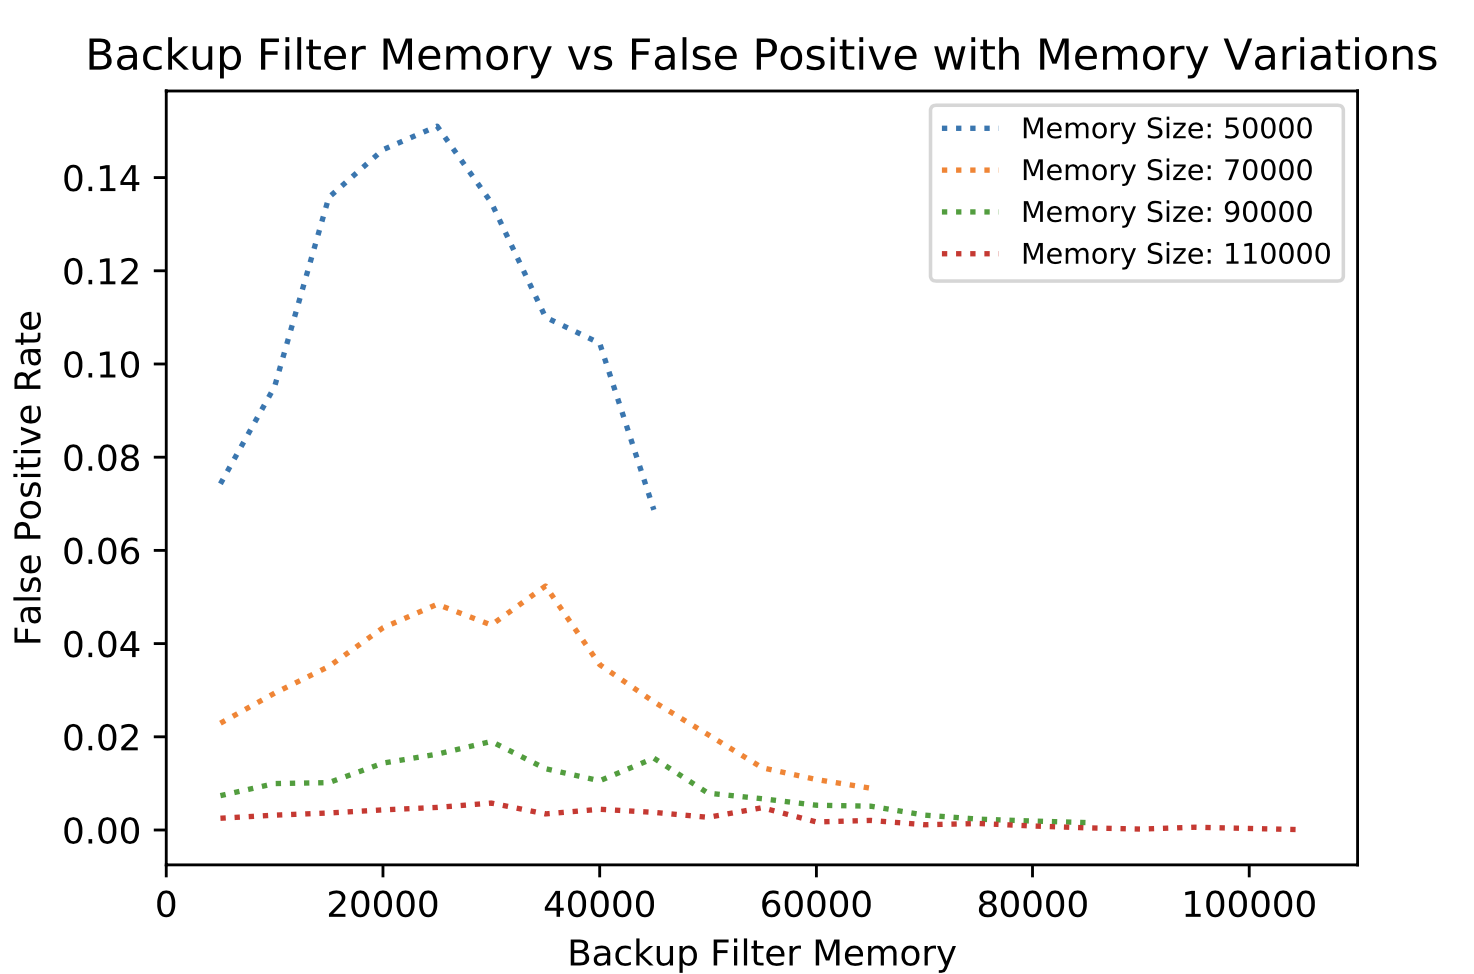 Backup Filter Memory vs False Positive with Memory Variations
Memory Size: 50000
Memory Size: 70000
Memory Size: 90000
Memory Size: 110000
False Positive Rate
0.14
0.12
0.10
0.08
0.06
0.04
0.02
0.00
0 20000 40000 60000 80000 100000
Backup Filter Memory